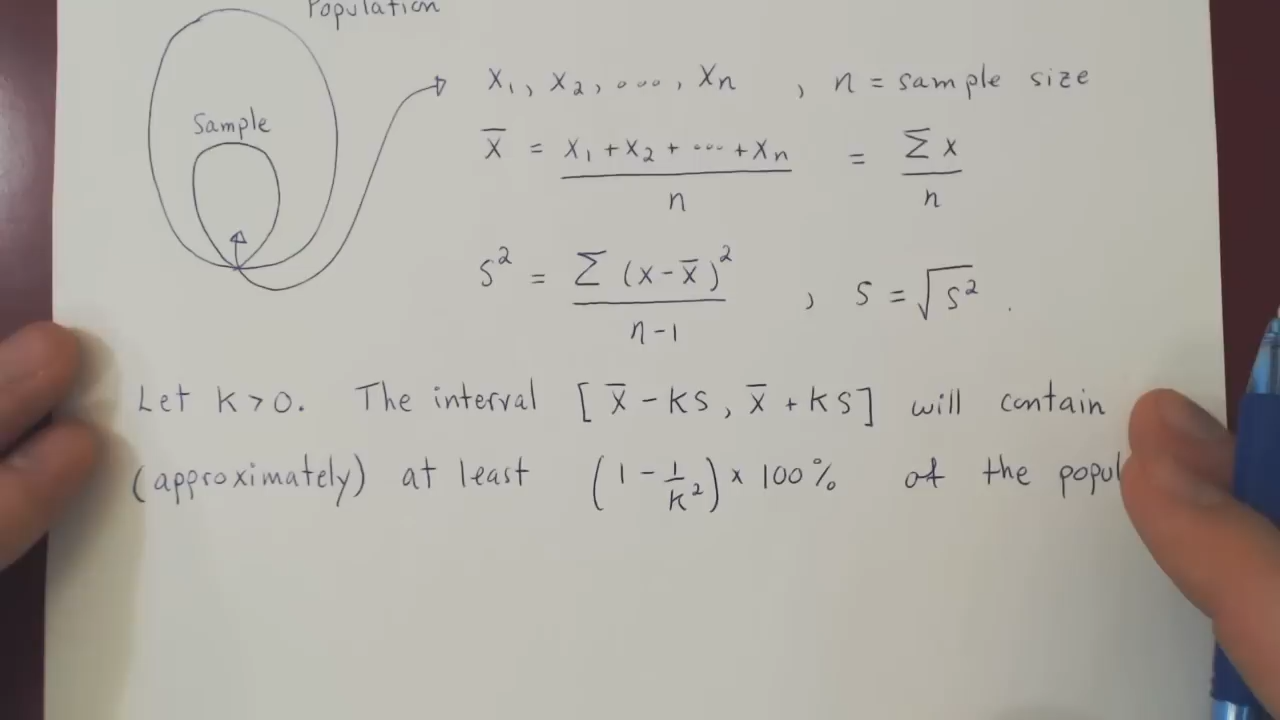 Population
Sample
x₁, x₂, ...., xₙ , n = sample size
x̄ = (x₁ + x₂ + ... + xₙ) / n = Σx / n
s² = Σ(x - x̄)² / (n-1) , s = √s² .
Let K > 0. The interval [x̄ - KS, x̄ + KS] will contain
(approximately) at least (1 - 1/K²) × 100% of the popul